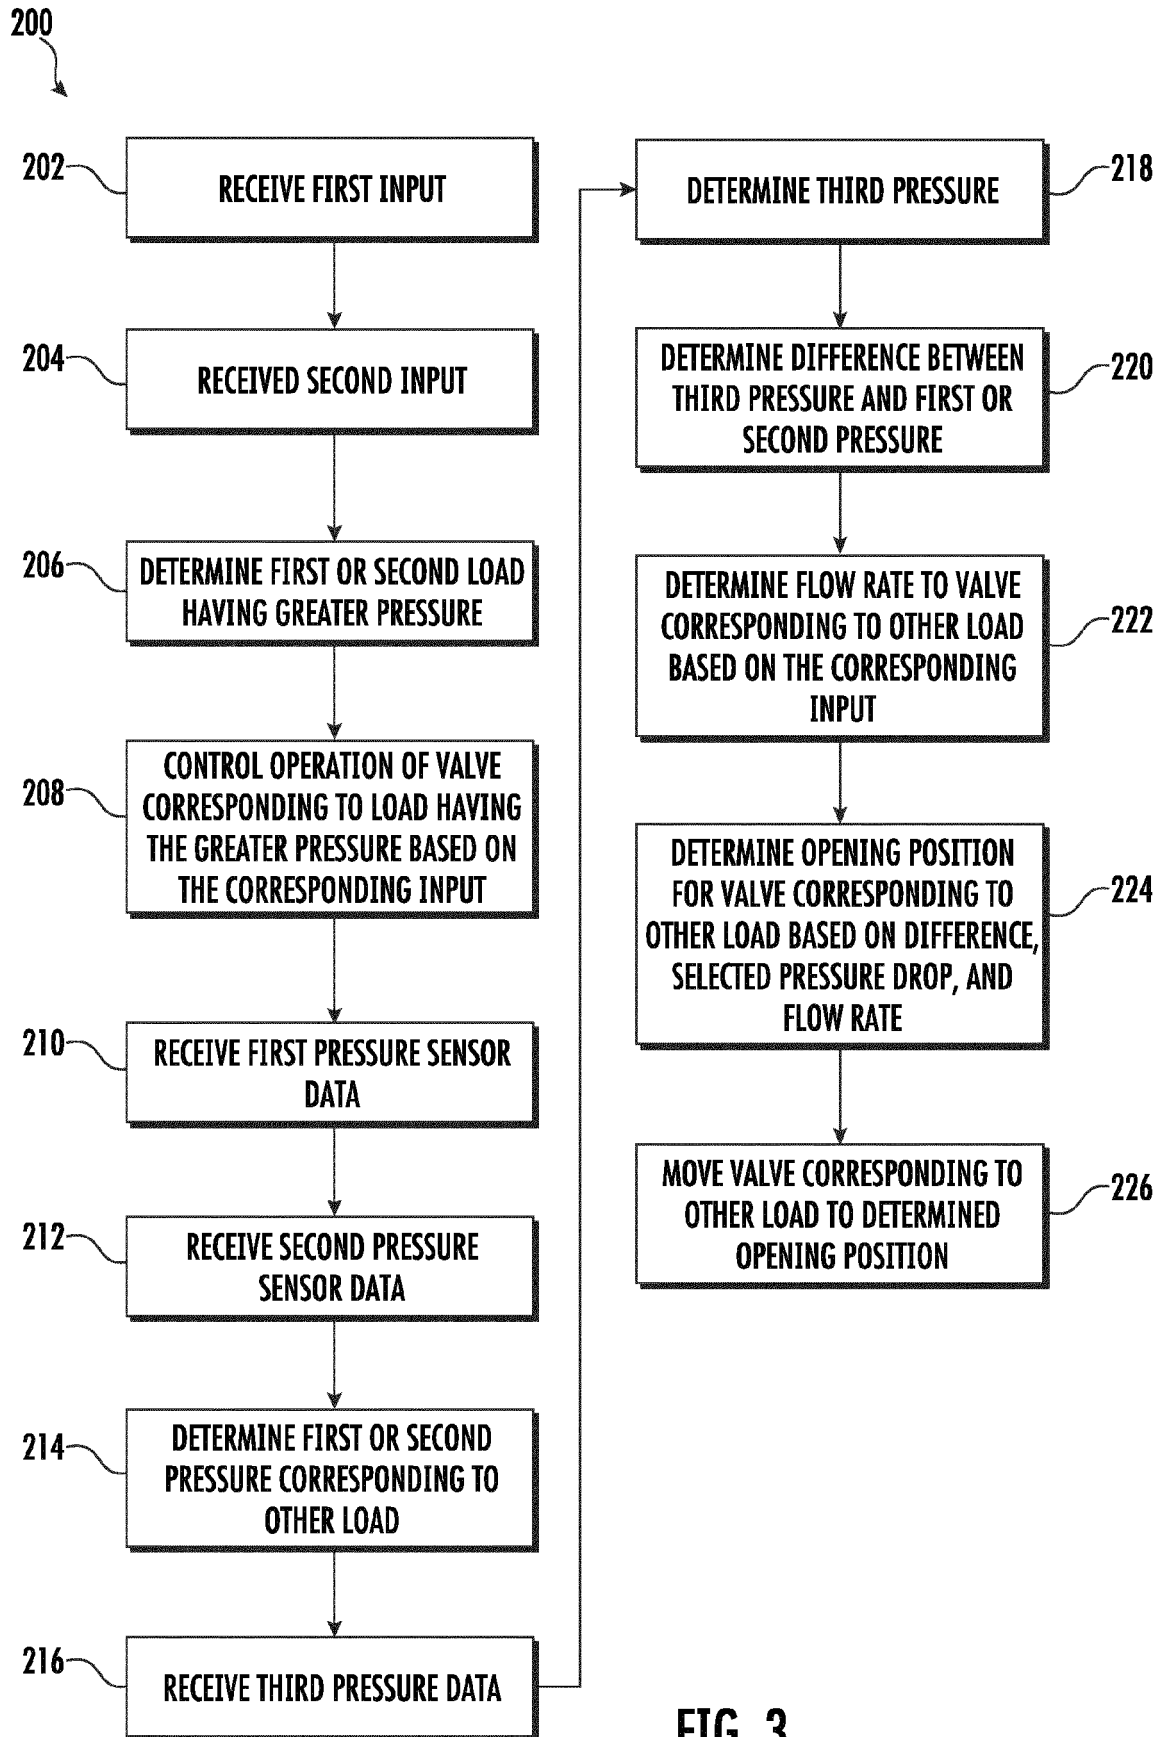 200
202
RECEIVE FIRST INPUT
204
RECEIVED SECOND INPUT
206
DETERMINE FIRST OR SECOND LOAD
HAVING GREATER PRESSURE
208
CONTROL OPERATION OF VALVE
CORRESPONDING TO LOAD HAVING
THE GREATER PRESSURE BASED ON
THE CORRESPONDING INPUT
210
RECEIVE FIRST PRESSURE SENSOR
DATA
212
RECEIVE SECOND PRESSURE
SENSOR DATA
214
DETERMINE FIRST OR SECOND
PRESSURE CORRESPONDING TO
OTHER LOAD
216
RECEIVE THIRD PRESSURE DATA
DETERMINE THIRD PRESSURE
218
DETERMINE DIFFERENCE BETWEEN
THIRD PRESSURE AND FIRST OR
SECOND PRESSURE
220
DETERMINE FLOW RATE TO VALVE
CORRESPONDING TO OTHER LOAD
BASED ON THE CORRESPONDING
INPUT
222
DETERMINE OPENING POSITION
FOR VALVE CORRESPONDING TO
OTHER LOAD BASED ON DIFFERENCE,
SELECTED PRESSURE DROP, AND
FLOW RATE
224
MOVE VALVE CORRESPONDING TO
OTHER LOAD TO DETERMINED
OPENING POSITION
226
FIG. 3